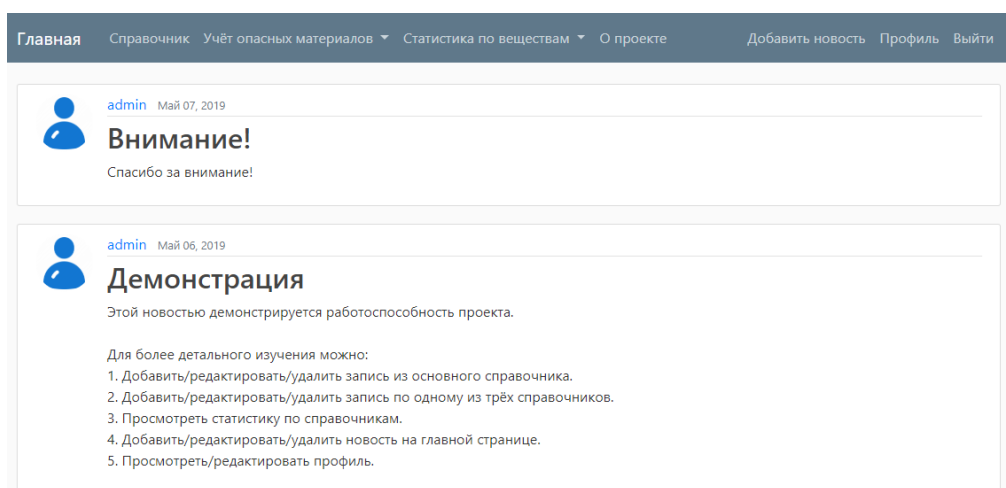 Главная Справочник Учёт опасных материалов Статистика по веществам О проекте Добавить новость Профиль Выйти
admin Май 07, 2019
Внимание!
Спасибо за внимание!
admin Май 06, 2019
Демонстрация
Этой новостью демонстрируется работоспособность проекта.
Для более детального изучения можно:
1. Добавить/редактировать/удалить запись из основного справочника.
2. Добавить/редактировать/удалить запись по одному из трёх справочников.
3. Просмотреть статистику по справочникам.
4. Добавить/редактировать/удалить новость на главной странице.
5. Просмотреть/редактировать профиль.